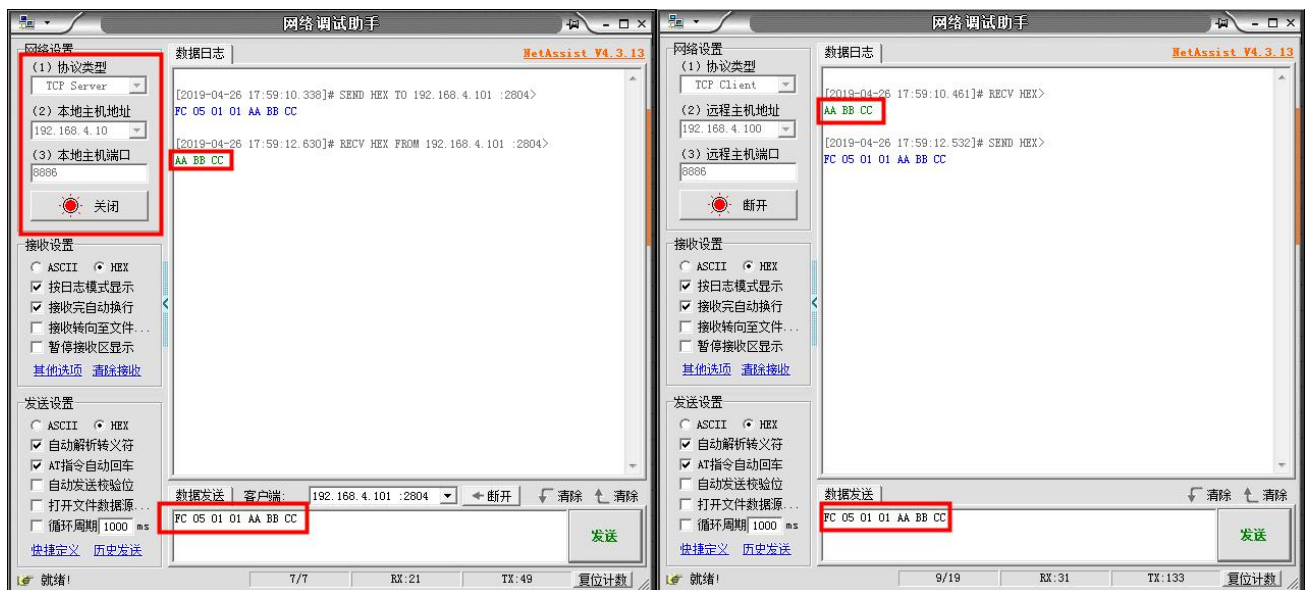 网络调试助手
网络设置
(1) 协议类型
TCP Server
(2) 本地主机地址
192.168.4.10
(3) 本地主机端口
8886
关闭
接收设置
ASCII HEX
按日志模式显示
接收完自动换行
接收转向至文件...
暂停接收区显示
其他选项 清除接收
发送设置
ASCII HEX
自动解析转义符
AT指令自动回车
自动发送校验位
打开文件数据源...
循环周期 1000 ms
快捷定义 历史发送
数据日志
NetAssist V4.3.13
[2019-04-26 17:59:10.338]# SEND HEX TO 192.168.4.101 :2804>
FC 05 01 01 AA BB CC
[2019-04-26 17:59:12.630]# RECV HEX FROM 192.168.4.101 :2804>
AA BB CC
数据发送 客户端: 192.168.4.101 :2804 断开 清除 清除
FC 05 01 01 AA BB CC
发送
就绪! 7/7 RX:21 TX:49 复位计数
网络调试助手
网络设置
(1) 协议类型
TCP Client
(2) 远程主机地址
192.168.4.100
(3) 远程主机端口
8886
断开
接收设置
ASCII HEX
按日志模式显示
接收完自动换行
接收转向至文件...
暂停接收区显示
其他选项 清除接收
发送设置
ASCII HEX
自动解析转义符
AT指令自动回车
自动发送校验位
打开文件数据源...
循环周期 1000 ms
快捷定义 历史发送
数据日志
NetAssist V4.3.13
[2019-04-26 17:59:10.461]# RECV HEX>
AA BB CC
[2019-04-26 17:59:12.532]# SEND HEX>
FC 05 01 01 AA BB CC
数据发送 清除 清除
FC 05 01 01 AA BB CC
发送
就绪! 9/19 RX:31 TX:133 复位计数